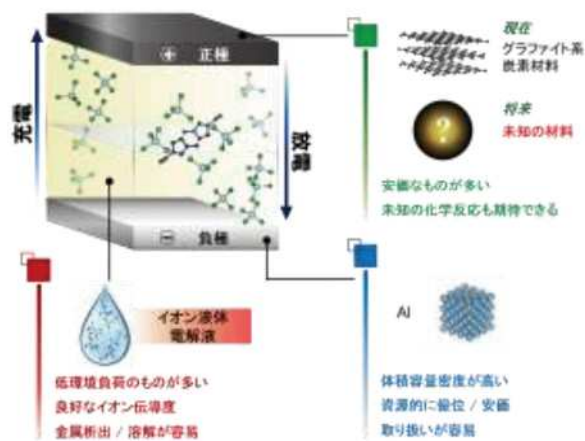 ⊕ 正極
充電
放電
⊖ 負極
現在
グラファイト系
炭素材料
?
将来
未知の材料
安価なものが多い
未知の化学反応も期待できる
イオン液体
電解液
低環境負荷のものが多い
良好なイオン伝導度
金属析出 / 溶解が容易
Al
体積容量密度が高い
資源的に優位 / 安価
取り扱いが容易